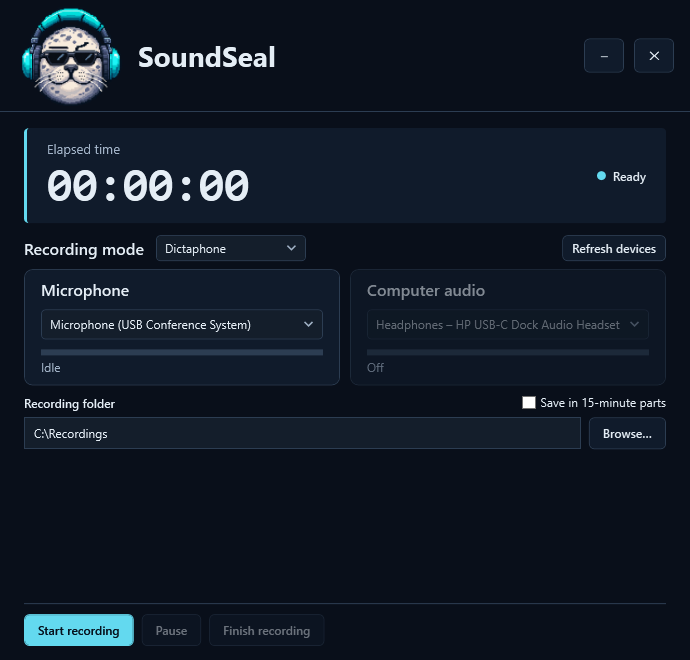 SoundSeal
Elapsed time
00:00:00
Ready
Recording mode
Dictaphone
Refresh devices
Microphone
Microphone (USB Conference System)
Idle
Computer audio
Headphones – HP USB-C Dock Audio Headset
Off
Recording folder
Save in 15-minute parts
C:\Recordings
Browse...
Start recording
Pause
Finish recording